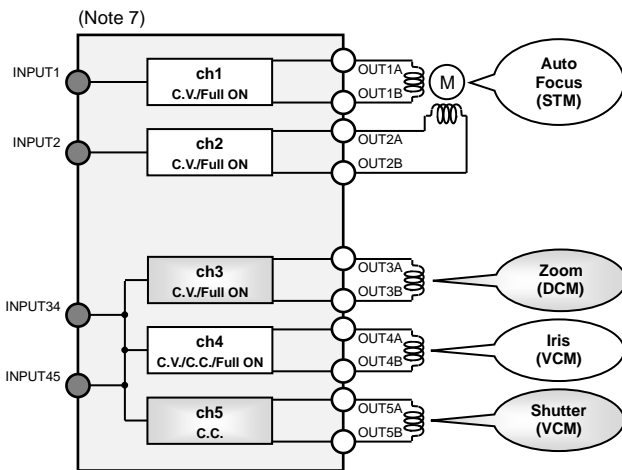 (Note 7)
INPUT1
ch1
C.V./Full ON
OUT1A
OUT1B
M
Auto
Focus
(STM)
INPUT2
ch2
C.V./Full ON
OUT2A
OUT2B
INPUT34
ch3
C.V./Full ON
OUT3A
OUT3B
Zoom
(DCM)
ch4
C.V./C.C./Full ON
OUT4A
OUT4B
Iris
(VCM)
INPUT45
ch5
C.C.
OUT5A
OUT5B
Shutter
(VCM)